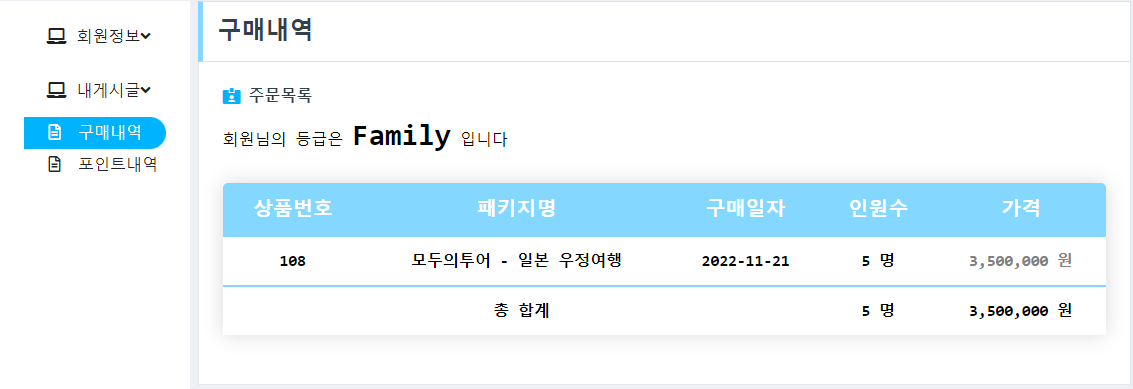 회원정보
내게시글
구매내역
포인트내역
구매내역
주문목록
회원님의 등급은 Family 입니다
상품번호 패키지명 구매일자 인원수 가격
108 모두의투어 - 일본 우정여행 2022-11-21 5 명 3,500,000 원
총 합계 5 명 3,500,000 원